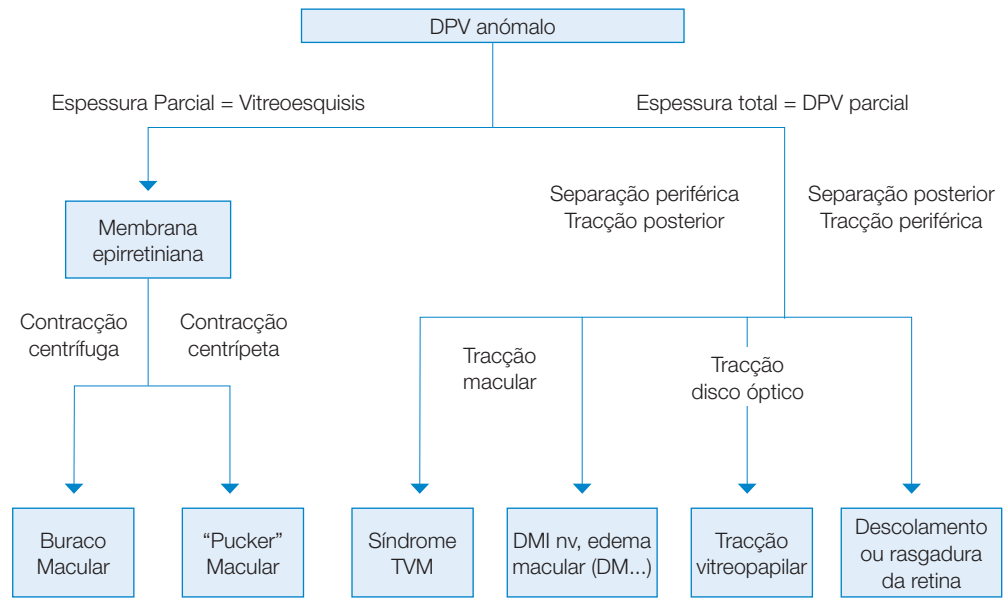 DPV anómalo
Espessura Parcial = Vitreoesquisis
Espessura total = DPV parcial
Membrana
epirretiniana
Separação periférica
Tracção posterior
Separação posterior
Tracção periférica
Contracção
centrífuga
Contracção
centrípeta
Tracção
macular
Tracção
disco óptico
Buraco
Macular
“Pucker”
Macular
Síndrome
TVM
DMI nv, edema
macular (DM...)
Tracção
vitreopapilar
Descolamento
ou rasgadura
da retina